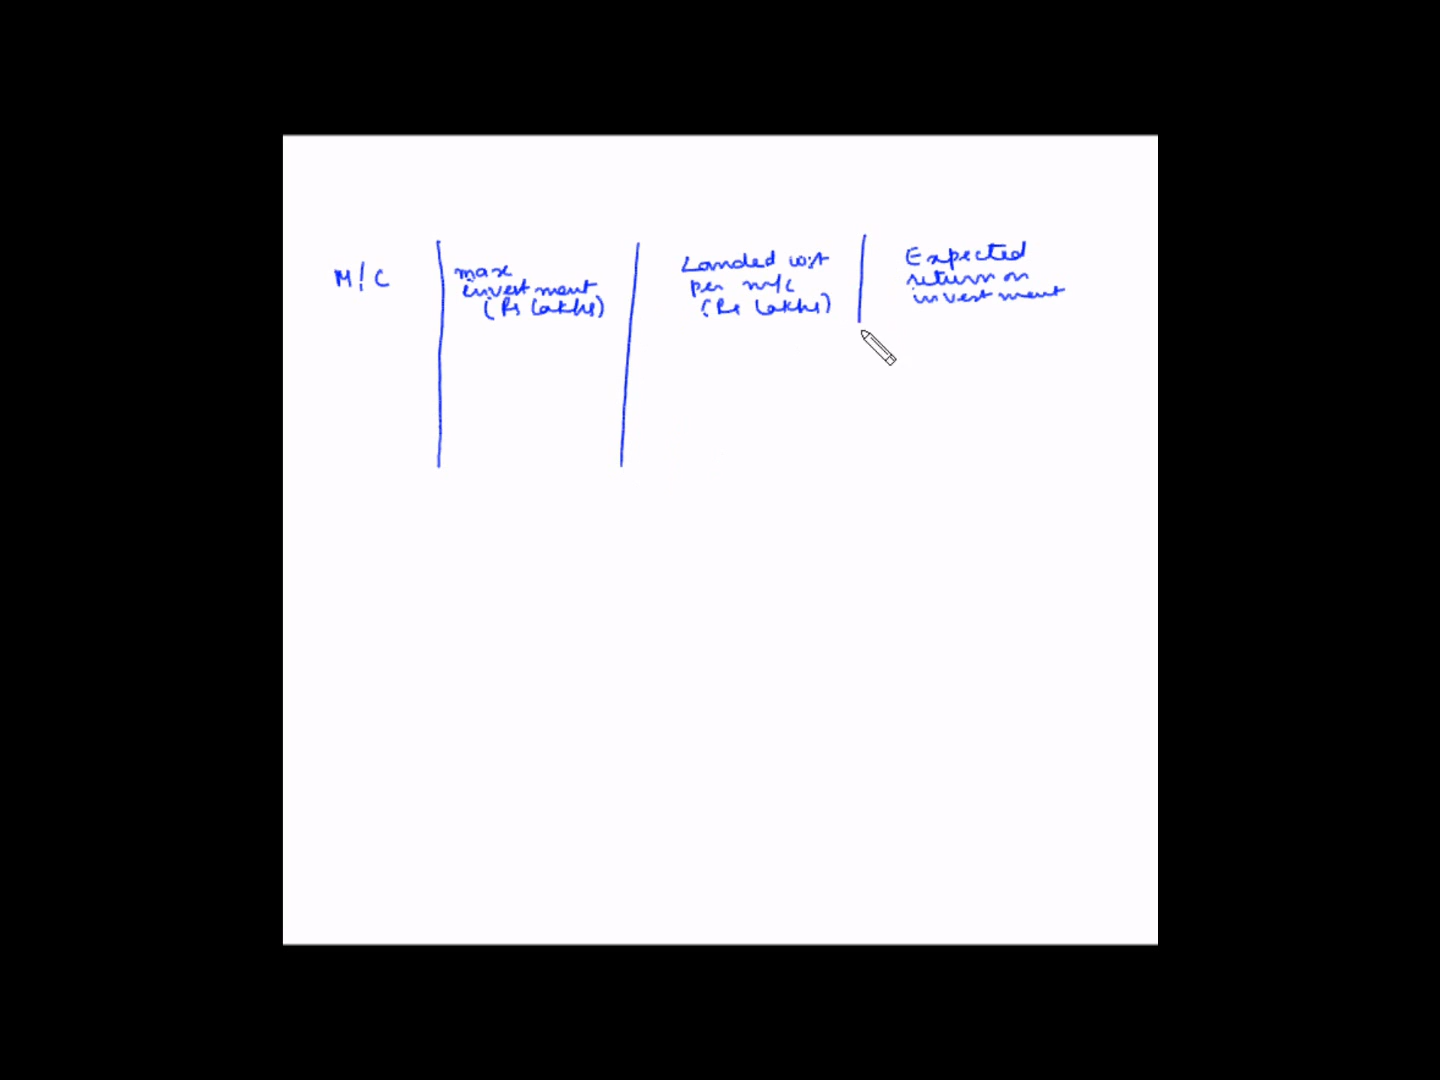 M/C
max
investment
(Rs lakhs)
Landed cost
per m/c
(Rs lakhs)
Expected
return on
investment